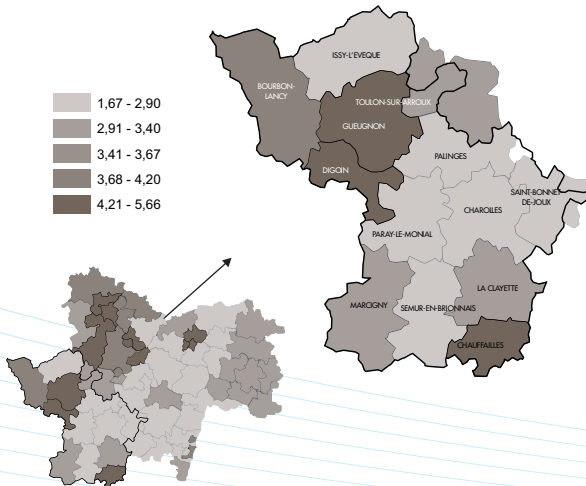 ISSY-L'EVEQUE
BOURBON-
LANCY
1,67 - 2,90
2,91 - 3,40
3,41 - 3,67
3,68 - 4,20
4,21 - 5,66
TOULON-SUR-ARROUX
GUEUGNON
PALINGES
DIGOIN
SAINT-BONNET
DE-JOUX
CHAROLLES
PARAY-LE-MONIAL
LA CLAYETTE
MARCIGNY
SEMUR-EN-BRIONNAIS
CHAUFFAILLES